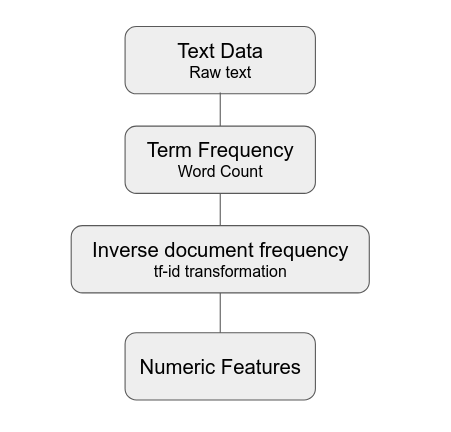 Text Data
Raw text
Term Frequency
Word Count
Inverse document frequency
tf-id transformation
Numeric Features